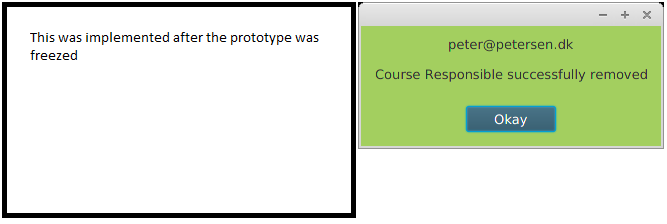 This was implemented after the prototype was
freezed
peter@petersen.dk
Course Responsible successfully removed
Okay